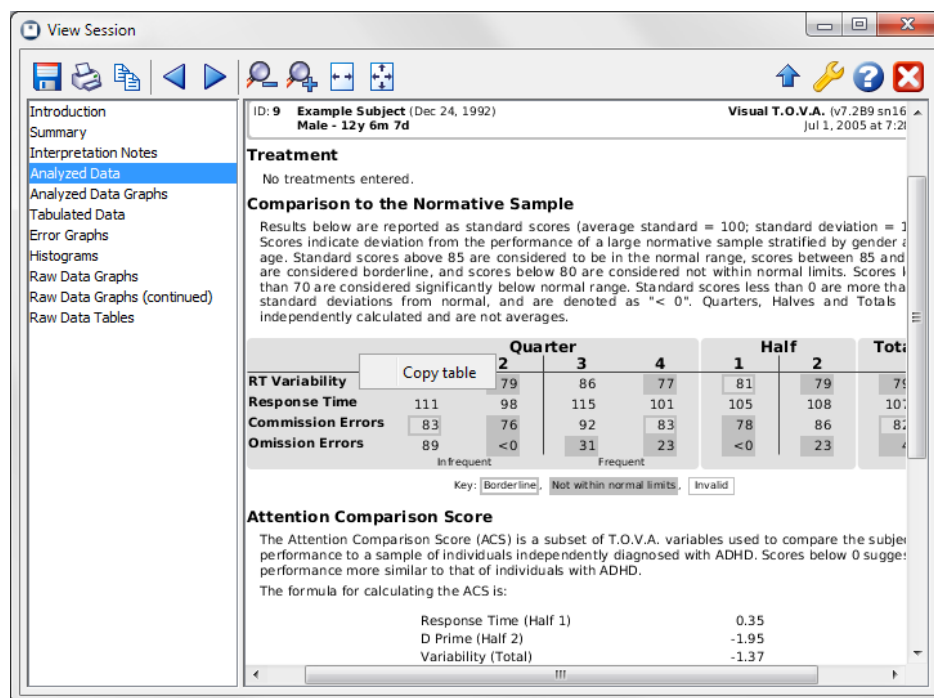 View Session
Introduction
Summary
Interpretation Notes
Analyzed Data
Analyzed Data Graphs
Tabulated Data
Error Graphs
Histograms
Raw Data Graphs
Raw Data Graphs (continued)
Raw Data Tables
ID: 9 Example Subject (Dec 24, 1992) Visual T.O.V.A. (v7.2B9 sn16
Male - 12y 6m 7d Jul 1, 2005 at
Treatment
No treatments entered.
Comparison to the Normative Sample
Results below are reported as standard scores (average standard = 100; standard deviation =
Scores indicate deviation from the performance of a large normative sample stratified by gender
age. Standard scores above 85 are considered to be in the normal range, scores between 85 and
are considered borderline, and scores below 80 are considered not within normal limits. Scores
than 70 are considered significantly below normal range. Standard scores less than 0 are more
standard deviations from normal, and are denoted as "< 0". Quarters, Halves and Totals
independently calculated and are not averages.
Quarter Half
2 3 4 1 2
Copy table
RT Variability 79 86 77 81 79
Response Time 111 98 115 101 105 108
Commission Errors 83 76 92 83 78 86
Omission Errors 89 <0 31 23 <0 23
Infrequent Frequent
Key: Borderline, Not within normal limits, Invalid
Attention Comparison Score
The Attention Comparison Score (ACS) is a subset of T.O.V.A. variables used to compare the
performance to a sample of individuals independently diagnosed with ADHD. Scores below 0
performance more similar to that of individuals with ADHD.
The formula for calculating the ACS is:
Response Time (Half 1) 0.35
D Prime (Half 2) -1.95
Variability (Total) -1.37